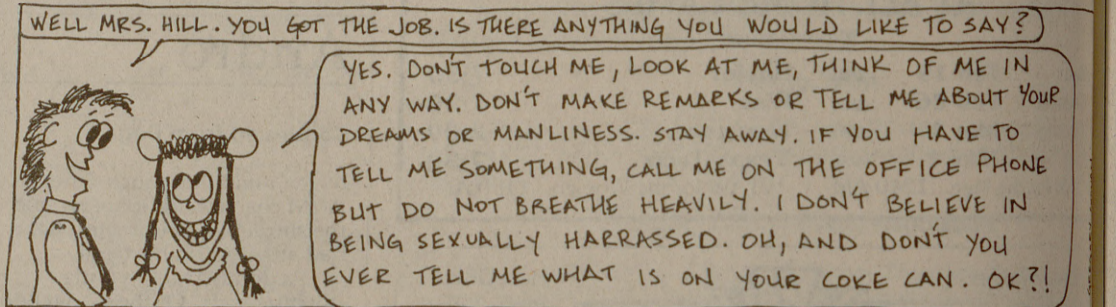 WELL MRS. HILL. YOU GOT THE JOB. IS THERE ANYTHING YOU WOULD LIKE TO SAY?
YES. DON'T TOUCH ME, LOOK AT ME, THINK OF ME IN
ANY WAY. DON'T MAKE REMARKS OR TELL ME ABOUT YOUR
DREAMS OR MANLINESS. STAY AWAY. IF YOU HAVE TO
TELL ME SOMETHING, CALL ME ON THE OFFICE PHONE
BUT DO NOT BREATHE HEAVILY. I DON'T BELIEVE IN
BEING SEXUALLY HARRASSED. OH, AND DON'T YOU
EVER TELL ME WHAT IS ON YOUR COKE CAN. OK?!